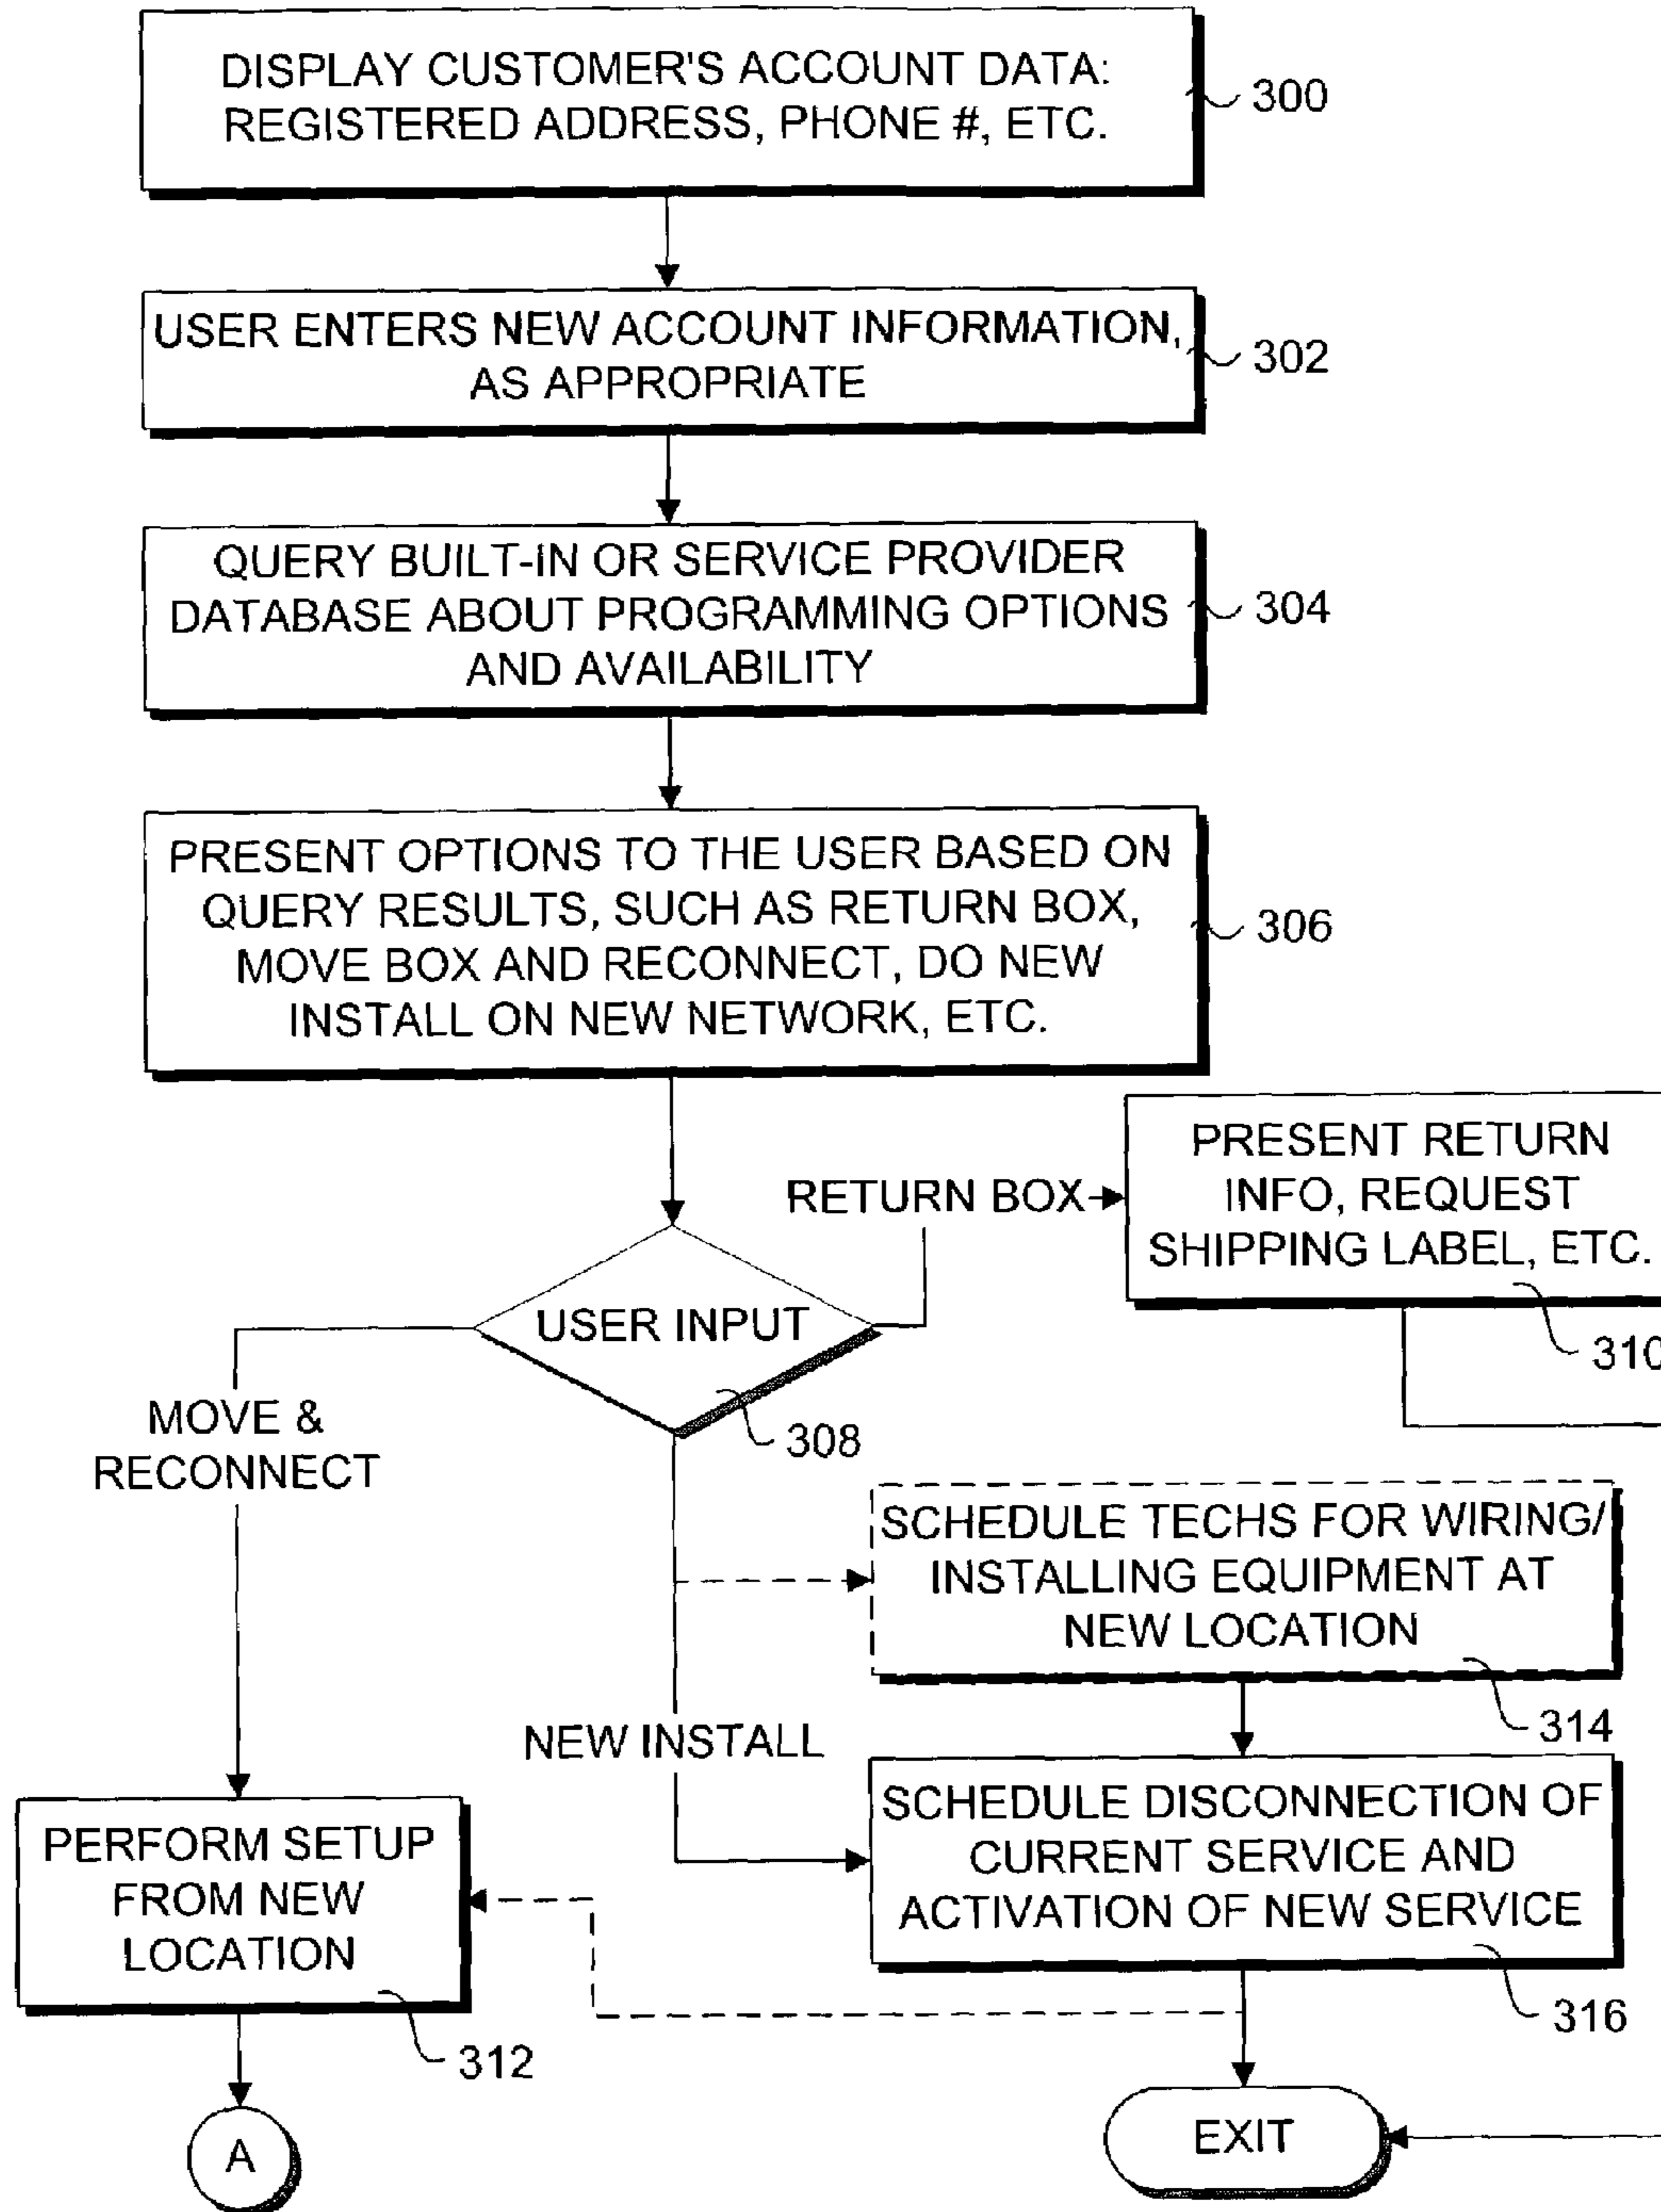 DISPLAY CUSTOMER'S ACCOUNT DATA:
REGISTERED ADDRESS, PHONE #, ETC.
300
USER ENTERS NEW ACCOUNT INFORMATION,
AS APPROPRIATE
302
QUERY BUILT-IN OR SERVICE PROVIDER
DATABASE ABOUT PROGRAMMING OPTIONS
AND AVAILABILITY
304
PRESENT OPTIONS TO THE USER BASED ON
QUERY RESULTS, SUCH AS RETURN BOX,
MOVE BOX AND RECONNECT, DO NEW
INSTALL ON NEW NETWORK, ETC.
306
RETURN BOX
PRESENT RETURN
INFO, REQUEST
SHIPPING LABEL, ETC.
310
USER INPUT
308
MOVE &
RECONNECT
SCHEDULE TECHS FOR WIRING/
INSTALLING EQUIPMENT AT
NEW LOCATION
314
NEW INSTALL
SCHEDULE DISCONNECTION OF
CURRENT SERVICE AND
ACTIVATION OF NEW SERVICE
316
PERFORM SETUP
FROM NEW
LOCATION
312
A
EXIT